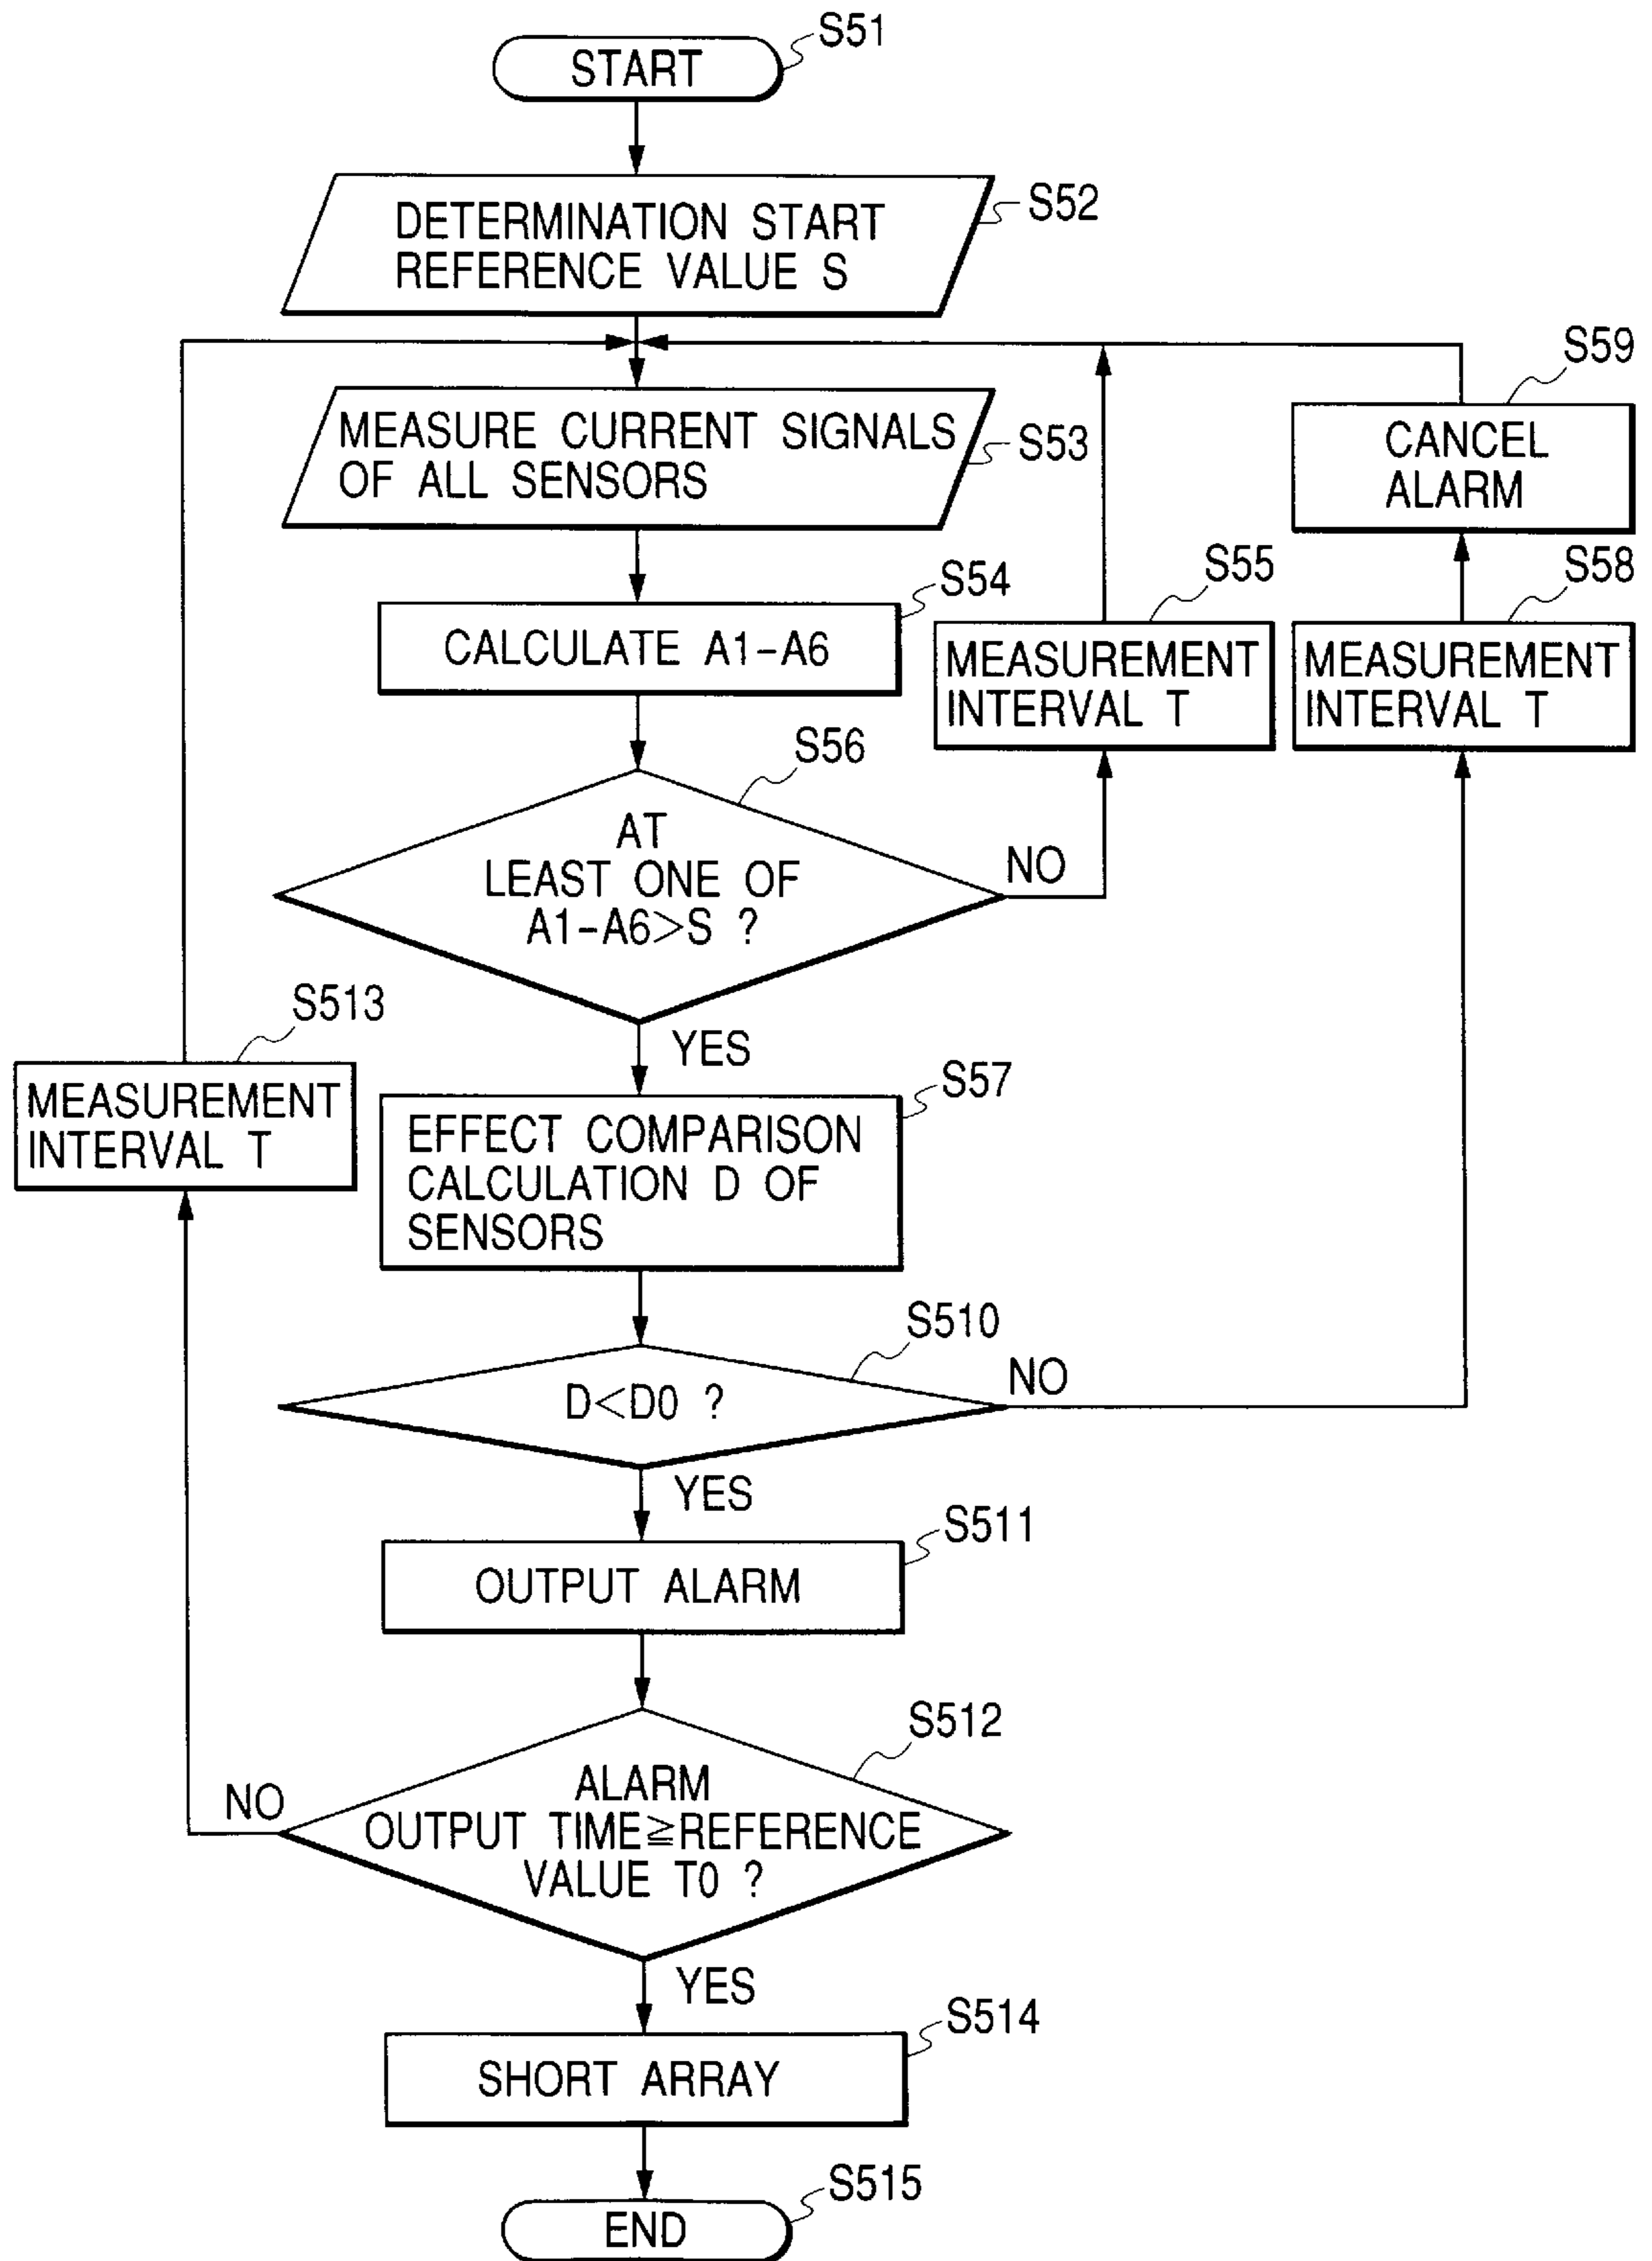 S51
START
S52
DETERMINATION START
REFERENCE VALUE S
S59
CANCEL
ALARM
MEASURE CURRENT SIGNALS
OF ALL SENSORS
S53
S54
CALCULATE A1-A6
S55
MEASUREMENT
INTERVAL T
S58
MEASUREMENT
INTERVAL T
S56
AT
LEAST ONE OF
A1-A6>S ?
NO
YES
S513
MEASUREMENT
INTERVAL T
S57
EFFECT COMPARISON
CALCULATION D OF
SENSORS
S510
D<D0 ?
NO
YES
S511
OUTPUT ALARM
S512
ALARM
OUTPUT TIME≧REFERENCE
VALUE T0 ?
NO
YES
S514
SHORT ARRAY
S515
END